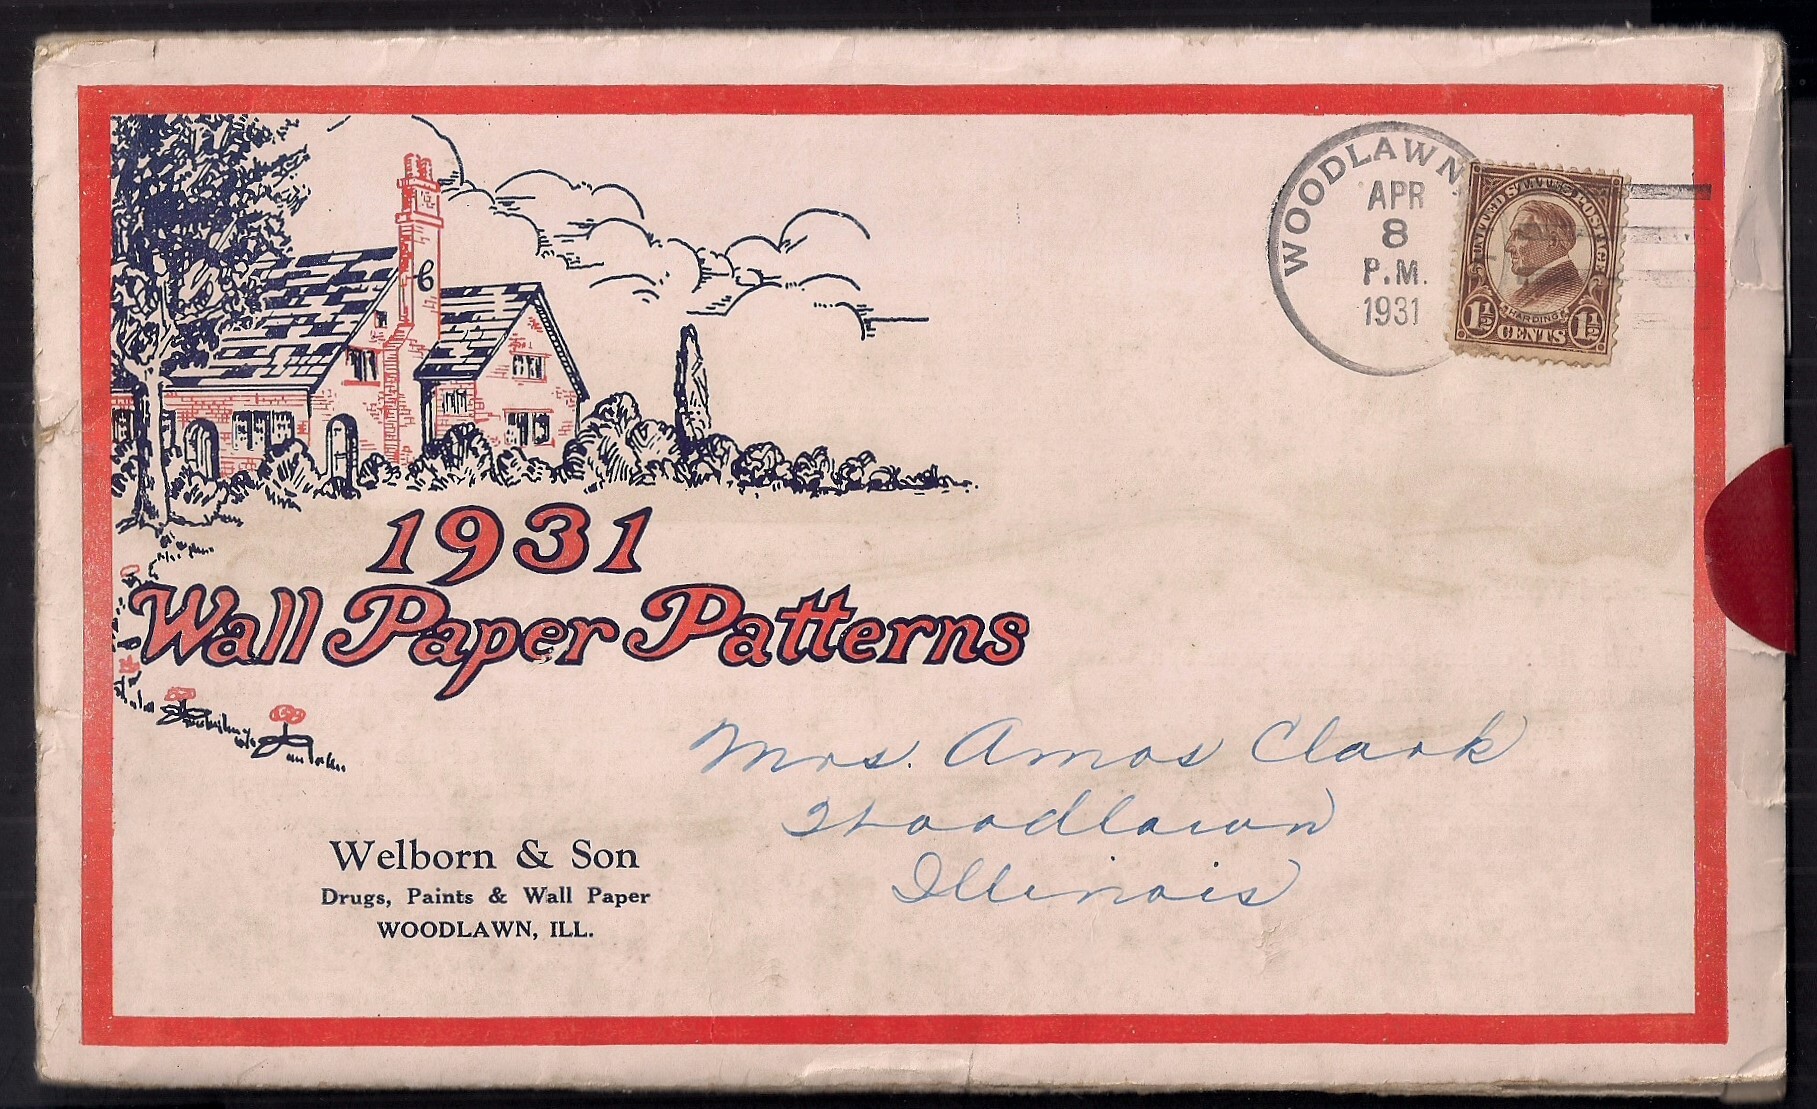 WOODLAWN,
APR
8
P.M.
1931
UNITED STATES POSTAGE
HARDING
1½ CENTS 1½
1931
Wall Paper Patterns
Mrs. Amos Clark
Woodlawn
Illinois
Welborn & Son
Drugs, Paints & Wall Paper
WOODLAWN, ILL.